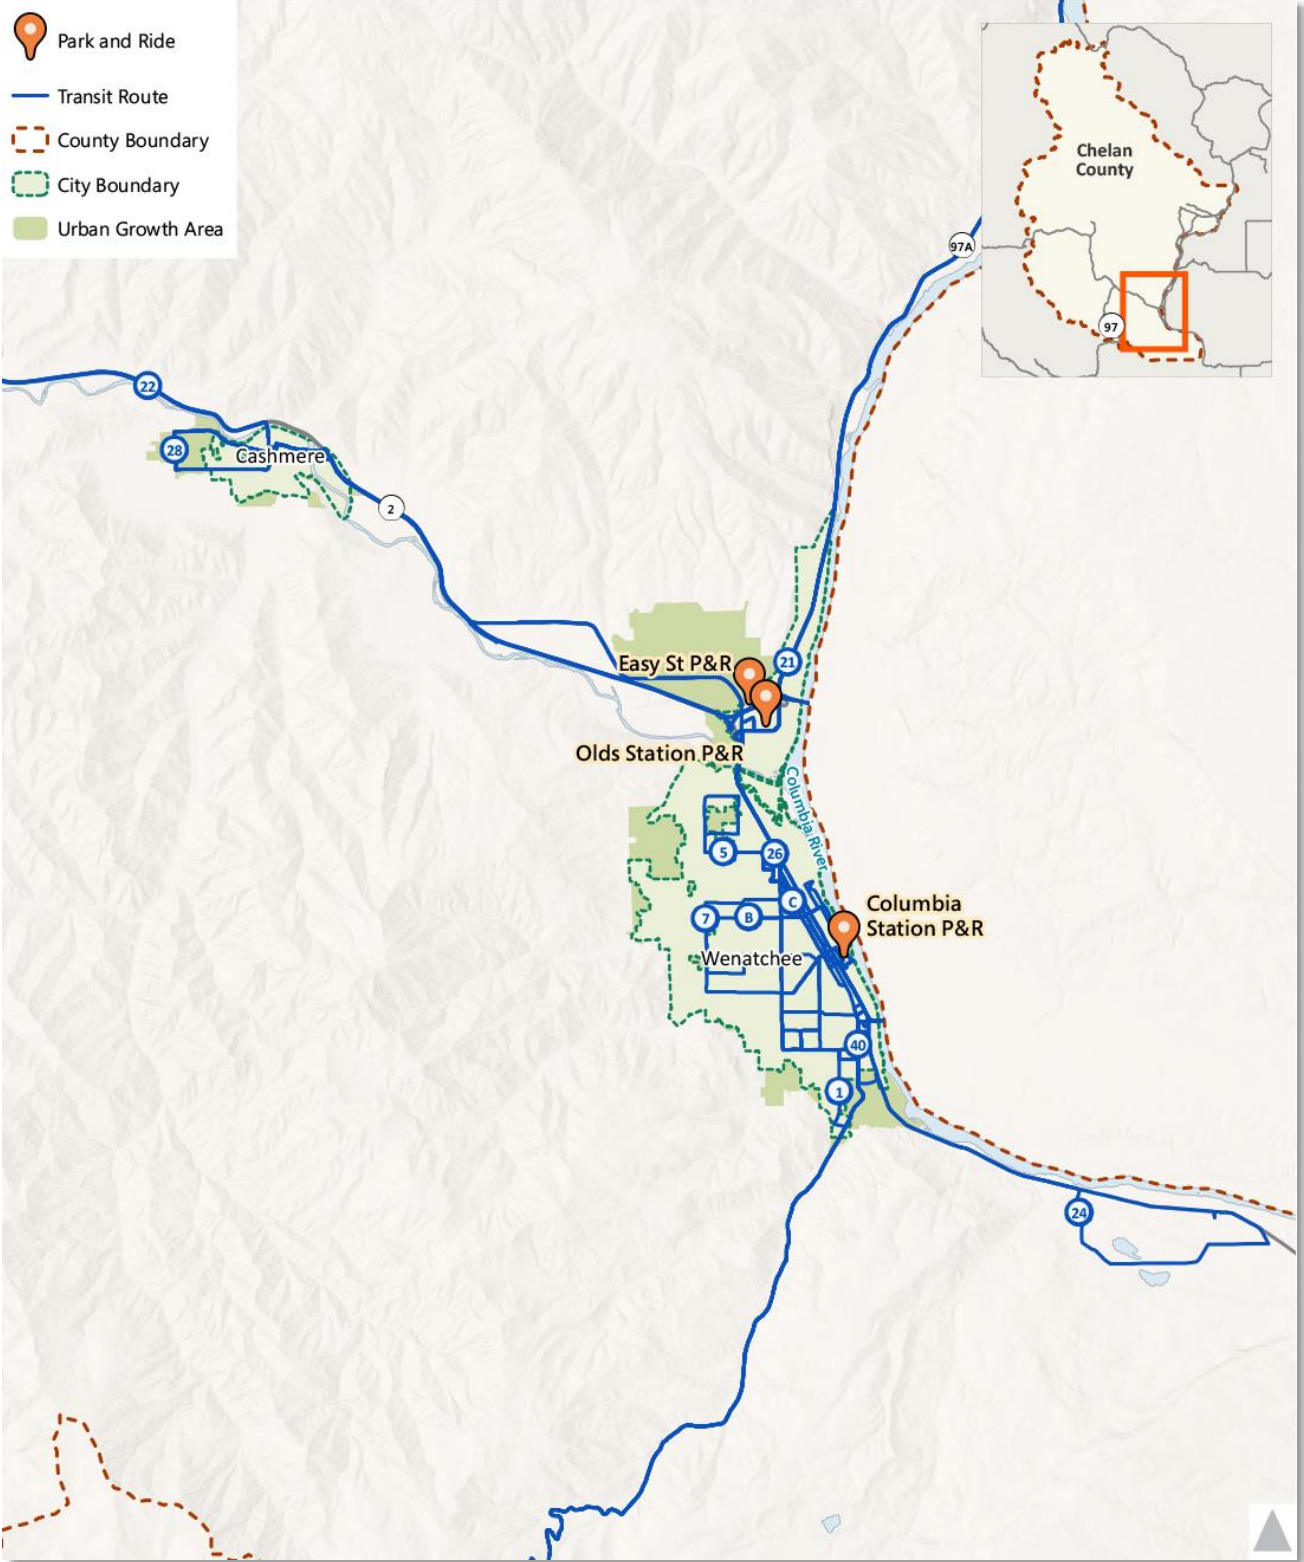 Park and Ride
Transit Route
County Boundary
City Boundary
Urban Growth Area
Chelan
County
97
97A
22
28
Cashmere
2
21
Easy St P&R
Olds Station P&R
Columbia River
5
26
C
7
B
Columbia
Station P&R
Wenatchee
40
1
24